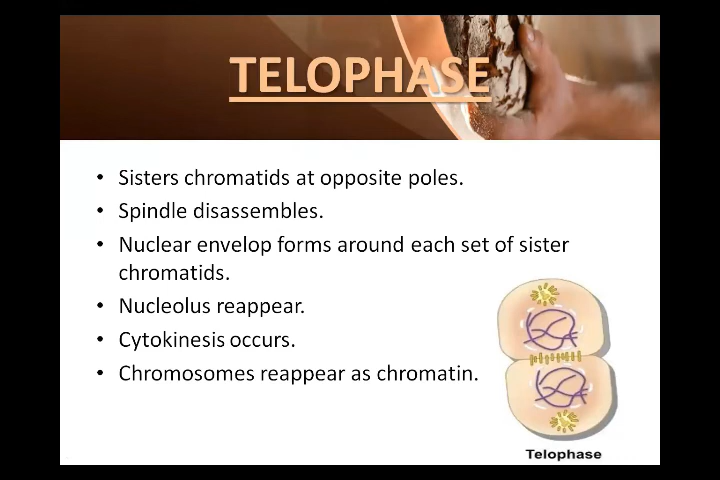 TELOPHASE
• Sisters chromatids at opposite poles.
• Spindle disassembles.
• Nuclear envelop forms around each set of sister
chromatids.
• Nucleolus reappear.
• Cytokinesis occurs.
• Chromosomes reappear as chromatin.
Telophase